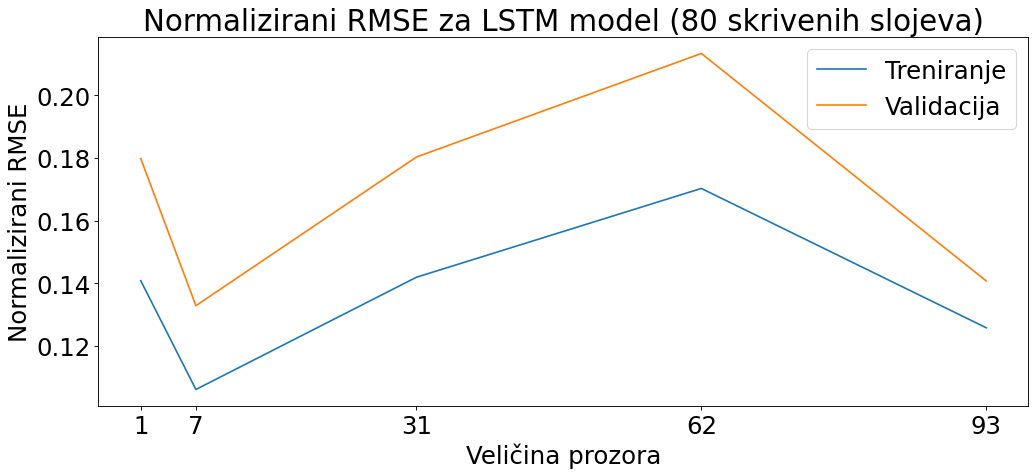 Normalizirani RMSE za LSTM model (80 skrivenih slojeva)
Treniranje
Validacija
Normalizirani RMSE
0.20
0.18
0.16
0.14
0.12
1 7 31 62 93
Veličina prozora